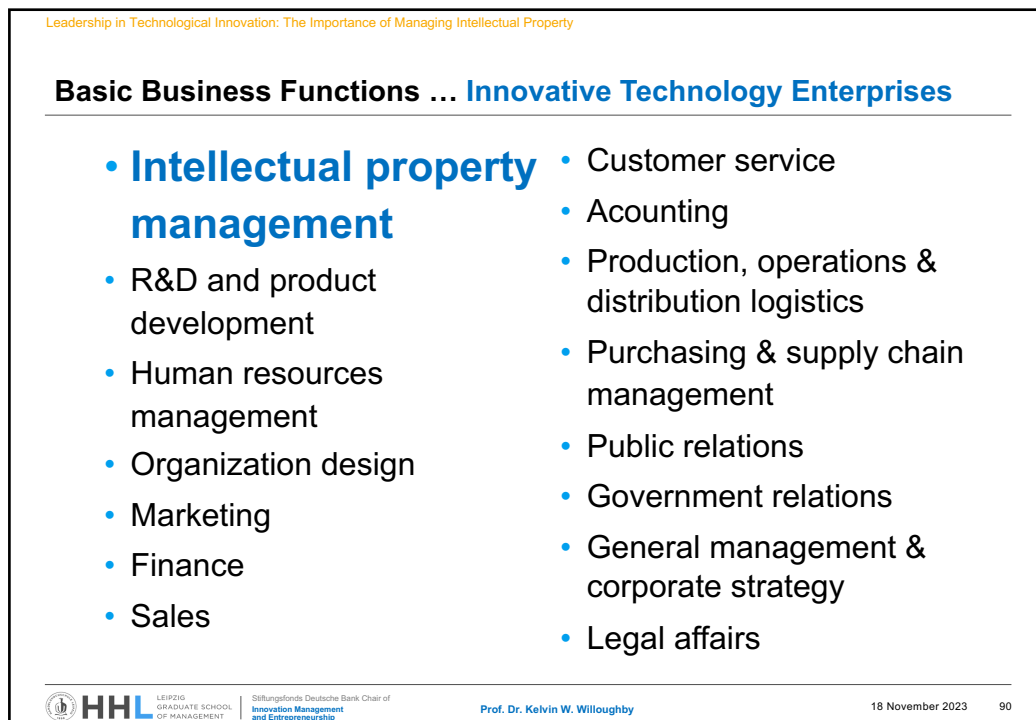 Leadership in Technological Innovation: The Importance of Managing Intellectual Property
Basic Business Functions … Innovative Technology Enterprises
• Intellectual property
management
• R&D and product
development
• Human resources
management
• Organization design
• Marketing
• Finance
• Sales
• Customer service
• Acounting
• Production, operations &
distribution logistics
• Purchasing & supply chain
management
• Public relations
• Government relations
• General management &
corporate strategy
• Legal affairs
HHL
LEIPZIG
GRADUATE SCHOOL
OF MANAGEMENT
Stiftungsfonds Deutsche Bank Chair of
Innovation Management
and Entrepreneurship
Prof. Dr. Kelvin W. Willoughby
18 November 2023
90